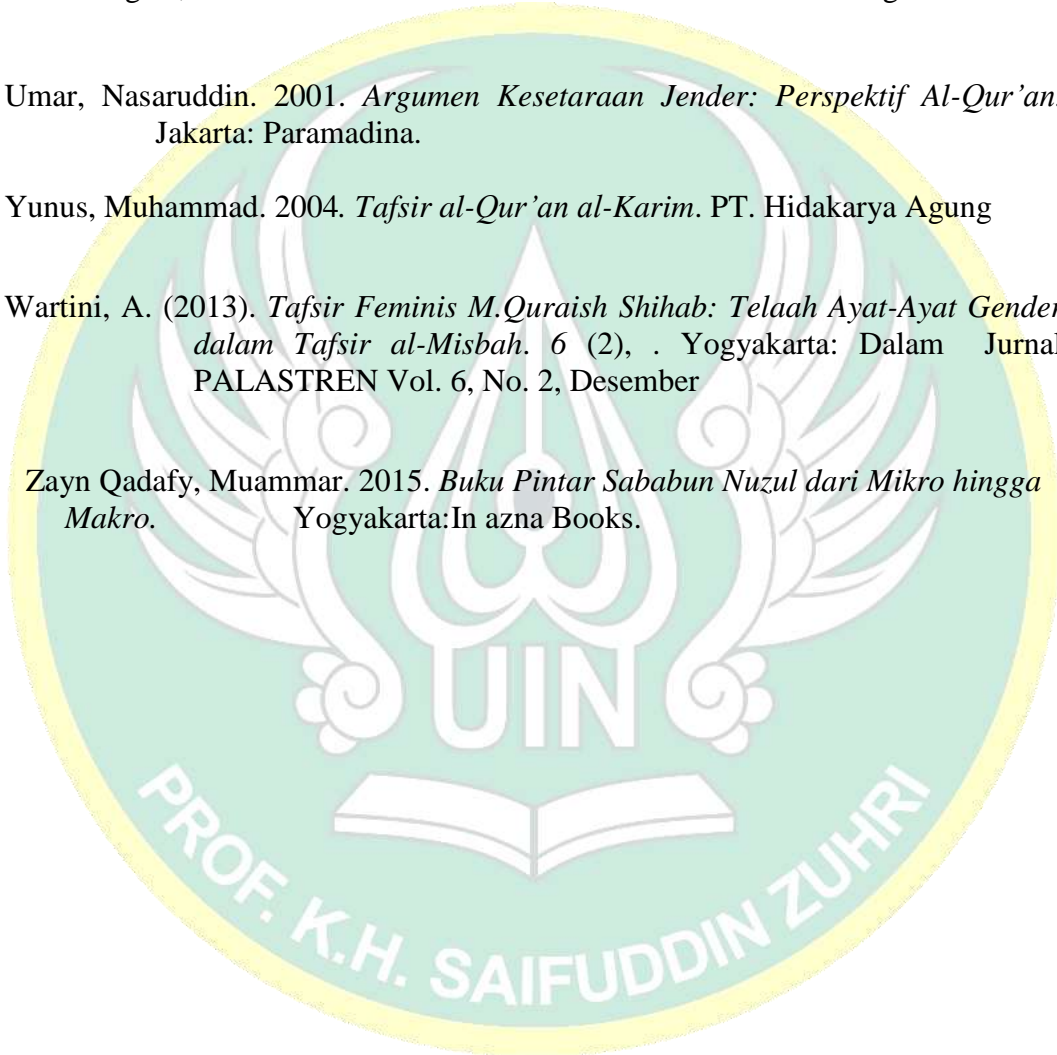 Umar, Nasaruddin. 2001. Argumen Kesetaraan Jender: Perspektif Al-Qur’an.
Jakarta: Paramadina.
Yunus, Muhammad. 2004. Tafsir al-Qur’an al-Karim. PT. Hidakarya Agung
Wartini, A. (2013). Tafsir Feminis M.Quraish Shihab: Telaah Ayat-Ayat Gender
dalam Tafsir al-Misbah. 6 (2), . Yogyakarta: Dalam Jurnal
PALASTREN Vol. 6, No. 2, Desember
Zayn Qadafy, Muammar. 2015. Buku Pintar Sababun Nuzul dari Mikro hingga
Makro. Yogyakarta:In azna Books.
UIN
PROF. K.H. SAIFUDDIN ZUHRI